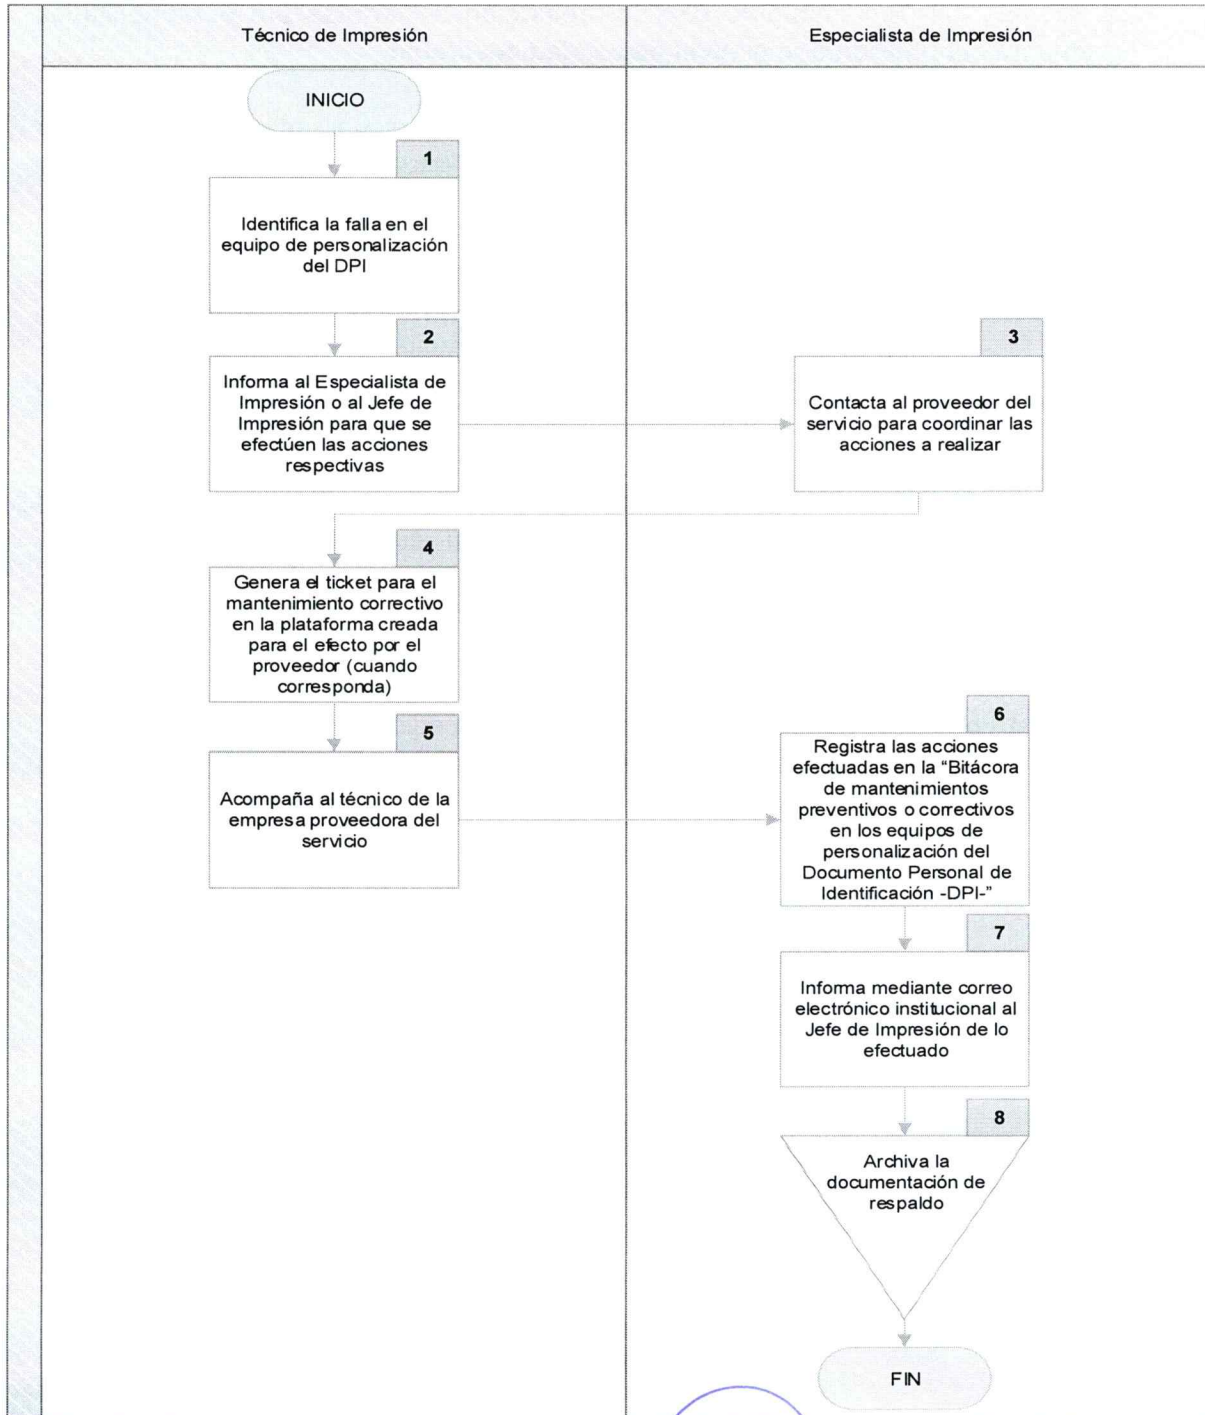 Técnico de Impresión
Especialista de Impresión
INICIO
1
Identifica la falla en el
equipo de personalización
del DPI
2
Informa al Especialista de
Impresión o al Jefe de
Impresión para que se
efectúen las acciones
respectivas
3
Contacta al proveedor del
servicio para coordinar las
acciones a realizar
4
Genera el ticket para el
mantenimiento correctivo
en la plataforma creada
para el efecto por el
proveedor (cuando
corresponda)
5
Acompaña al técnico de la
empresa proveedora del
servicio
6
Registra las acciones
efectuadas en la “Bitácora
de mantenimientos
preventivos o correctivos
en los equipos de
personalización del
Documento Personal de
Identificación -DPI-”
7
Informa mediante correo
electrónico institucional al
Jefe de Impresión de lo
efectuado
8
Archiva la
documentación de
respaldo
FIN